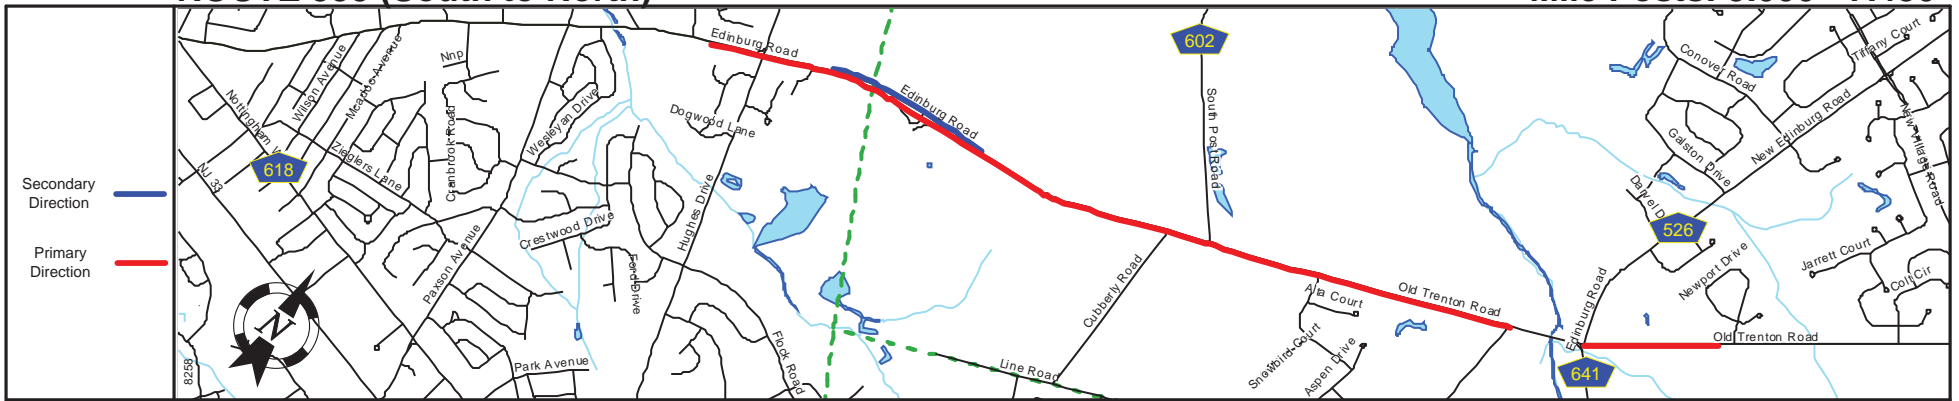 Secondary
Direction
Primary
Direction
Nottingham
NJ 33
618
Wilson Avenue
Meadoo Avenue
Zieglers Lane
Nnp
Cranbrook Road
Wesleyan Drive
Paxson Avenue
Crestwood Drive
Ford Drive
Hughes Drive
Park Avenue
Flock Road
8258
N
Edinburg Road
Dogwood Lane
Edinburg Road
602
South Post Road
Cubberly Road
Line Road
Alta Court
Snowbird Court
Aspen Drive
Old Trenton Road
Edinburg Road
641
Old Trenton Road
526
Conover Road
Tiffany Court
Galston Drive
New Edinburg Road
New Village Road
Newport Drive
Jarrett Court
Colt Cir